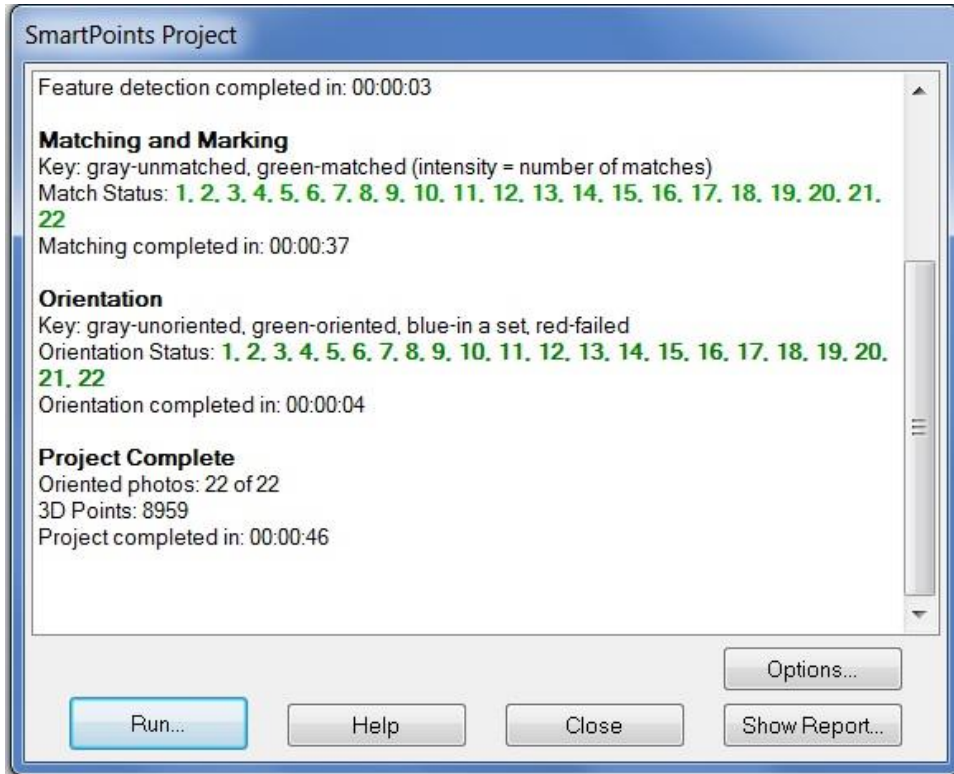 SmartPoints Project
Feature detection completed in: 00:00:03
Matching and Marking
Key: gray-unmatched, green-matched (intensity = number of matches)
Match Status: 1, 2, 3, 4, 5, 6, 7, 8, 9, 10, 11, 12, 13, 14, 15, 16, 17, 18, 19, 20, 21,
22
Matching completed in: 00:00:37
Orientation
Key: gray-unoriented, green-oriented, blue-in a set, red-failed
Orientation Status: 1, 2, 3, 4, 5, 6, 7, 8, 9, 10, 11, 12, 13, 14, 15, 16, 17, 18, 19, 20,
21, 22
Orientation completed in: 00:00:04
Project Complete
Oriented photos: 22 of 22
3D Points: 8959
Project completed in: 00:00:46
Options...
Run...
Help
Close
Show Report...